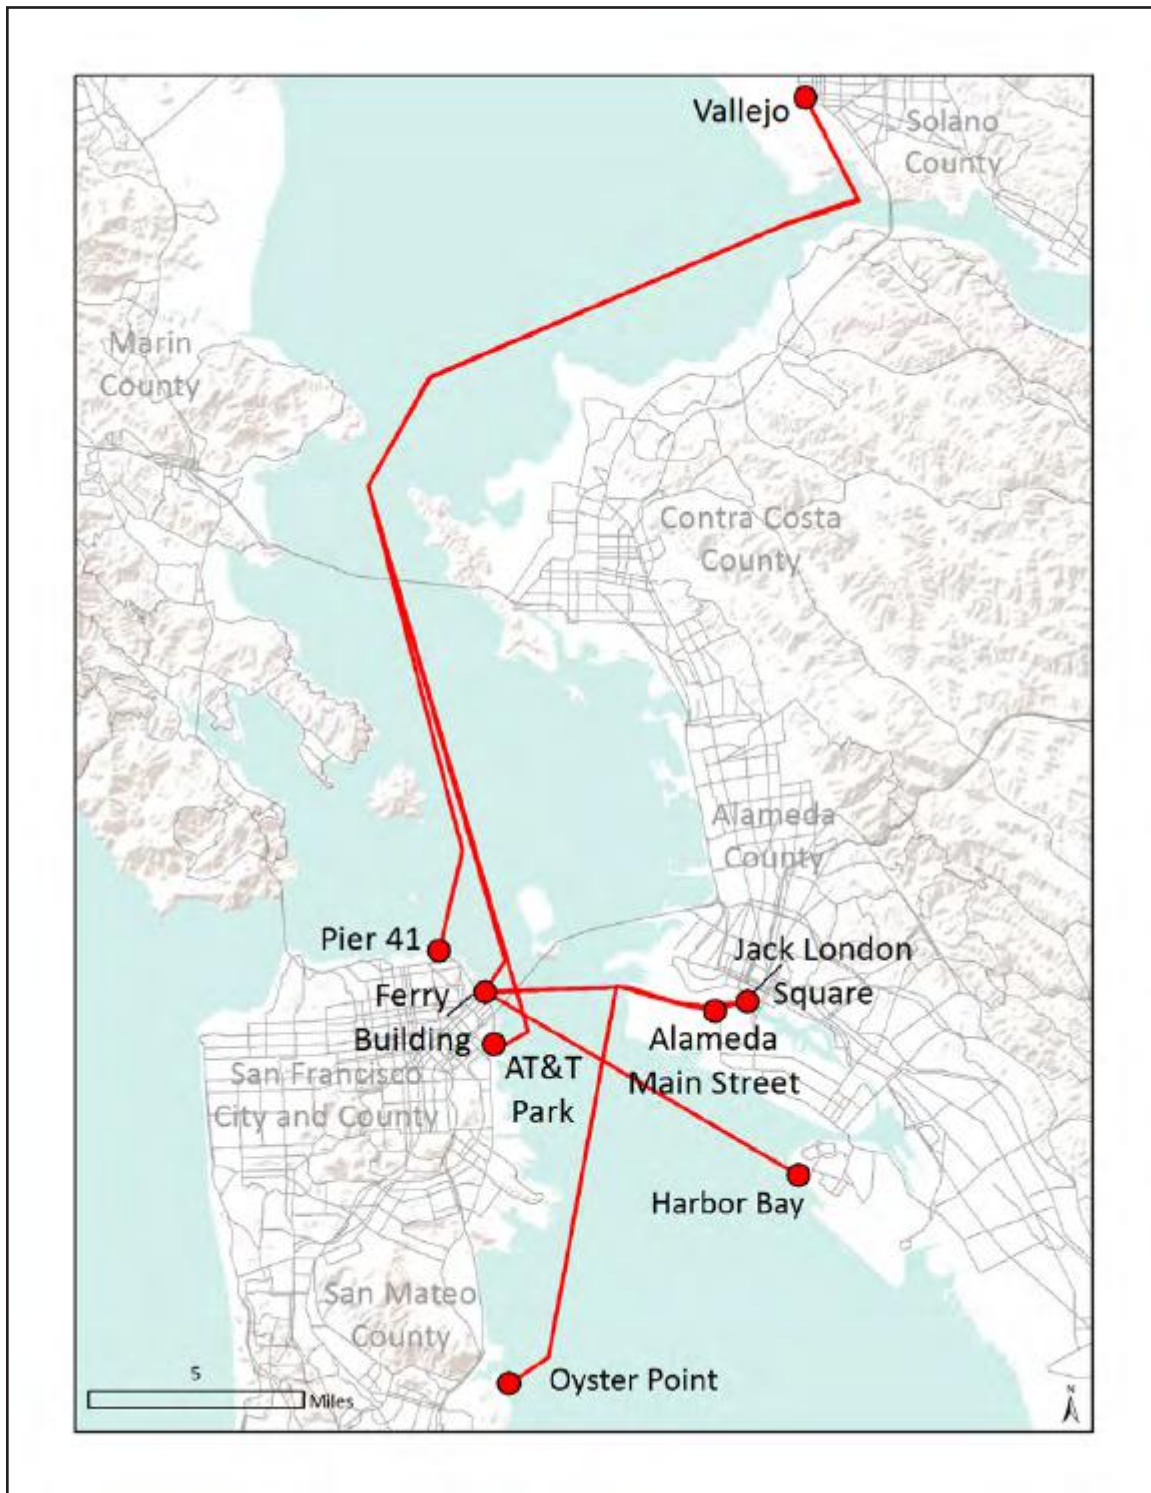 Vallejo
Solano
County
Marin
County
Contra Costa
County
Alameda
County
Pier 41
Jack London
Square
Ferry
Building
Alameda
Main Street
AT&T
Park
San Francisco
City and County
Harbor Bay
San Mateo
County
Oyster Point
5
Miles
N